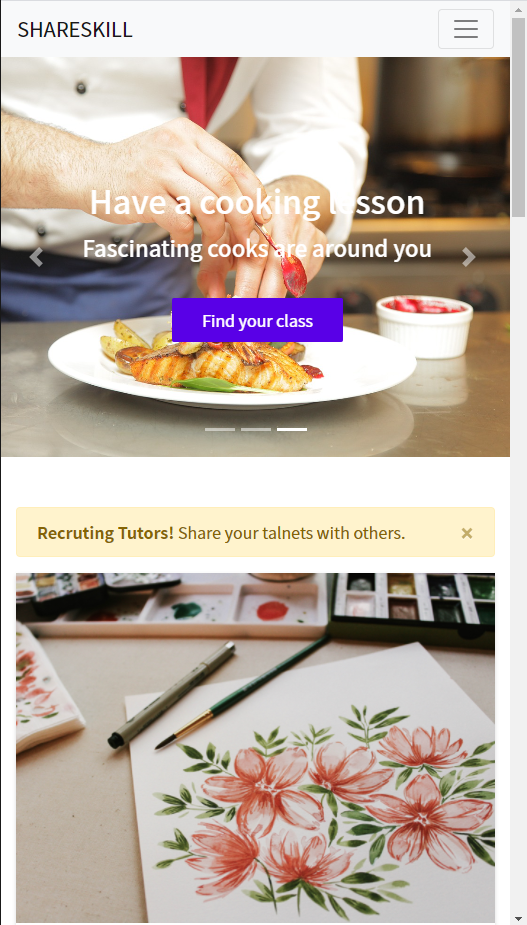 SHARESKILL
Have a cooking lesson
Fascinating cooks are around you
Find your class
Recruting Tutors! Share your talnets with others. ×